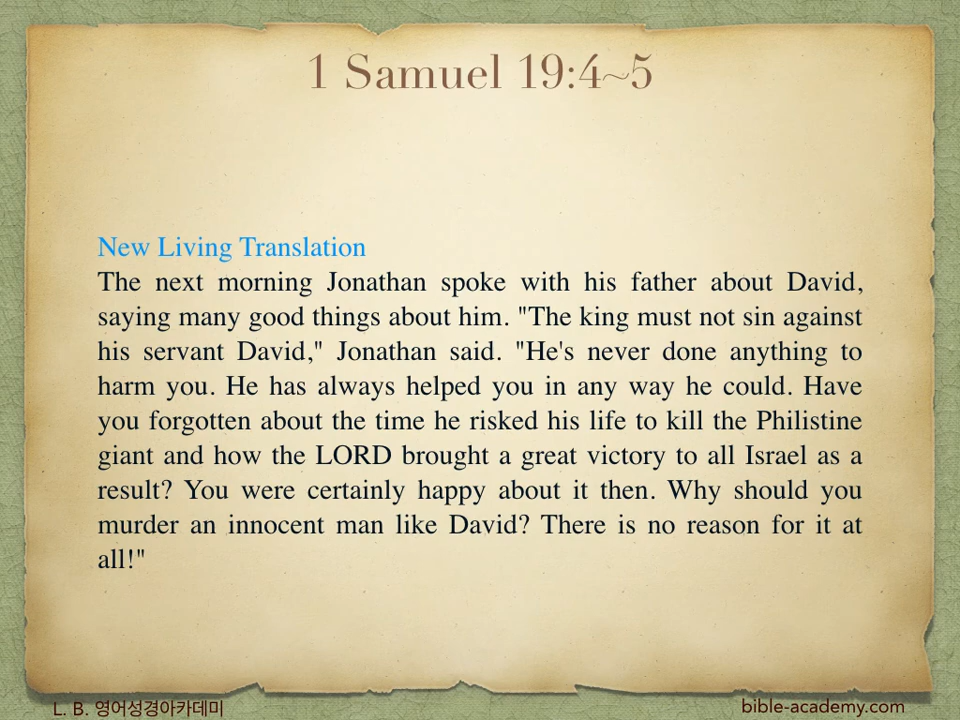 1 Samuel 19:4~5
New Living Translation
The next morning Jonathan spoke with his father about David,
saying many good things about him. "The king must not sin against
his servant David," Jonathan said. "He's never done anything to
harm you. He has always helped you in any way he could. Have
you forgotten about the time he risked his life to kill the Philistine
giant and how the LORD brought a great victory to all Israel as a
result? You were certainly happy about it then. Why should you
murder an innocent man like David? There is no reason for it at
all!"
L. B. 영어성경아카데미
bible-academy.com